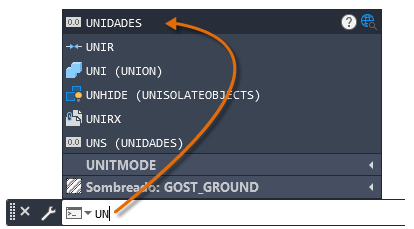 0.0 UNIDADES ?
UNIR
UNI (UNION)
UNHIDE (UNISOLATEOBJECTS)
UNIRX
0.0 UNS (UNIDADES)
UNITMODE
Sombreado: GOST_GROUND
UN